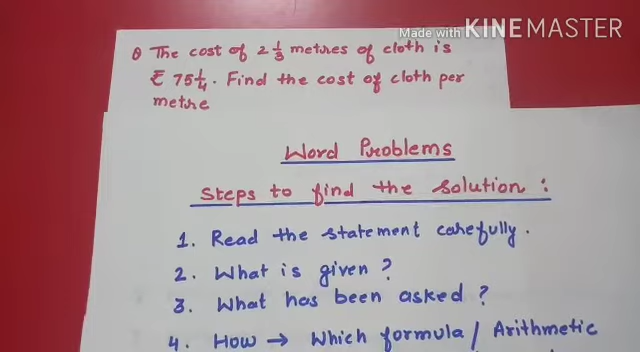 Made with KINEMASTER
Q The cost of 2 1/3 metres of cloth is
₹ 75 1/4. Find the cost of cloth per
metre
Word Problems
Steps to find the solution :
1. Read the statement carefully.
2. What is given ?
3. What has been asked ?
4. How → Which formula / Arithmetic